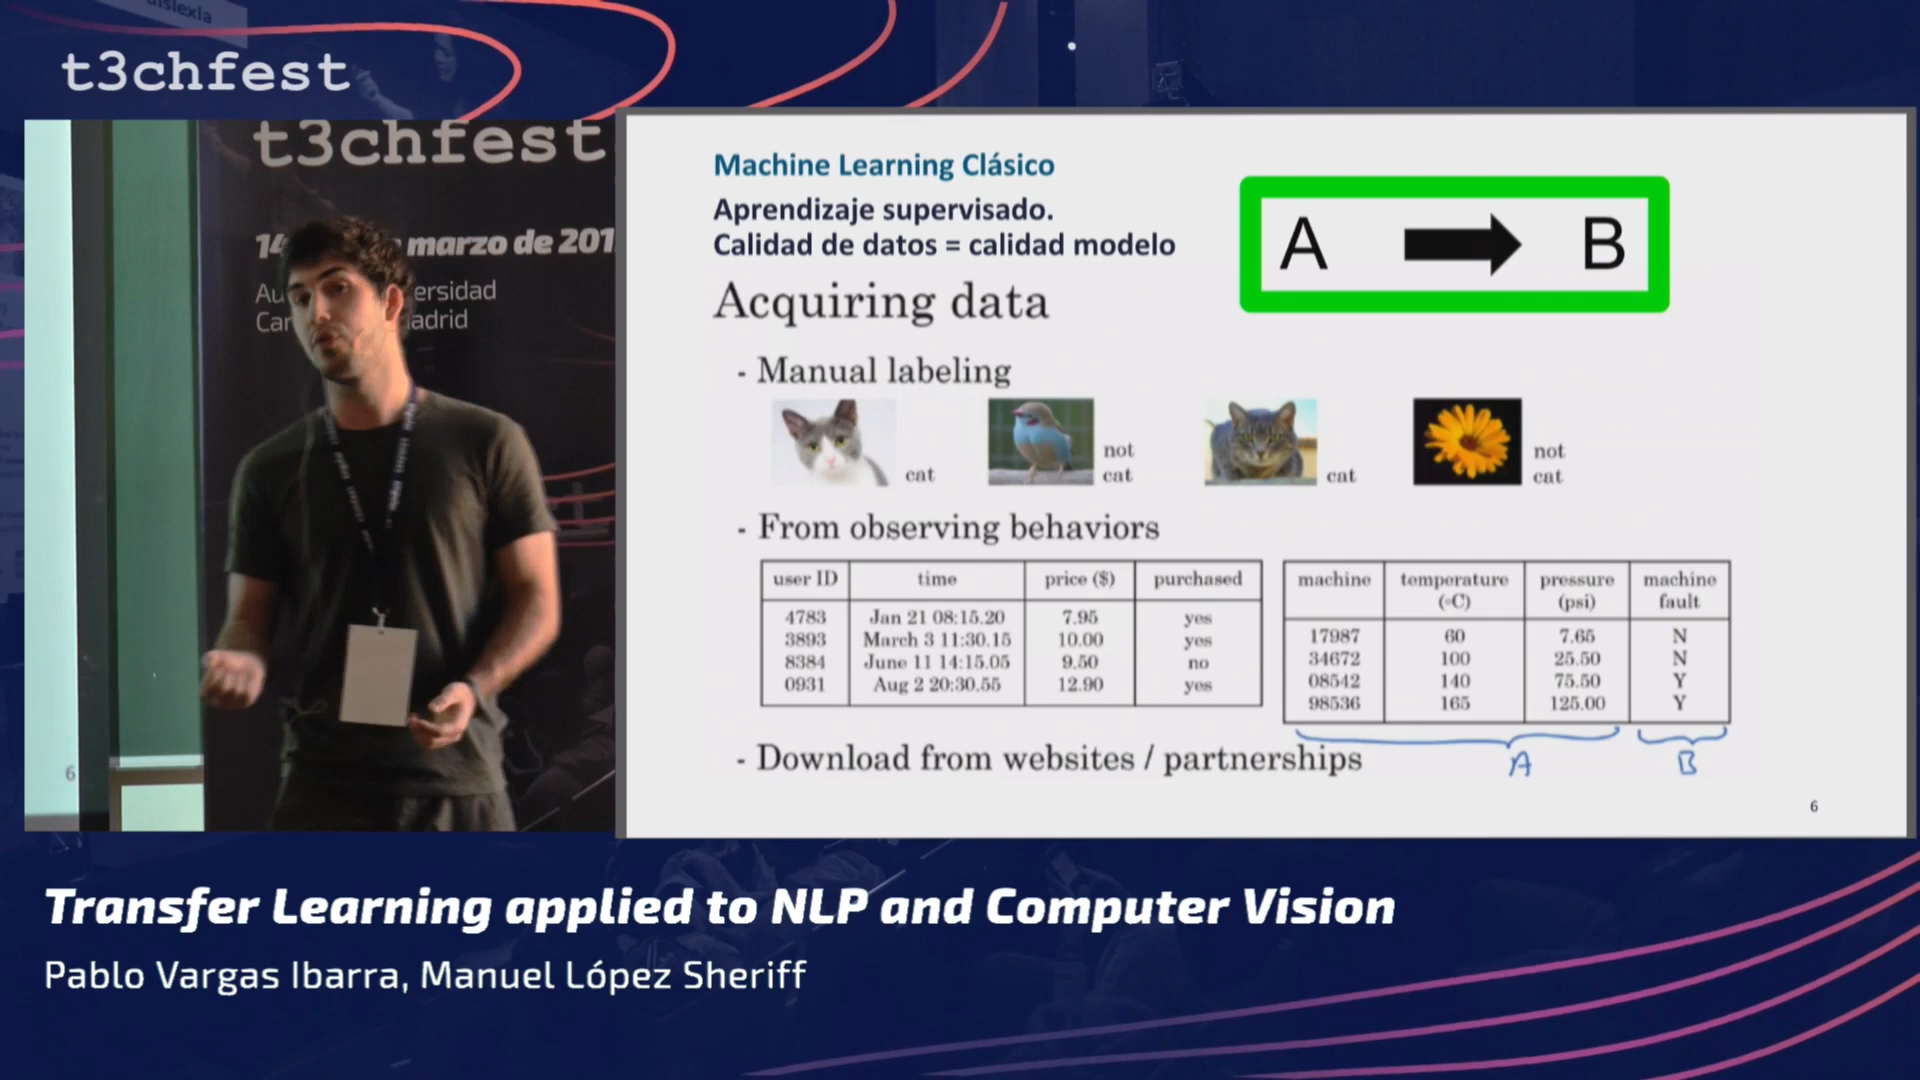 t3chfest
t3chfest
marzo de 201
ersidad
adrid
6
Machine Learning Clásico
Aprendizaje supervisado.
Calidad de datos = calidad modelo
A B
Acquiring data
- Manual labeling
cat
not
cat
cat
not
cat
- From observing behaviors
user ID time price ($) purchased
4783 Jan 21 08:15.20 7.95 yes
3893 March 3 11:30.15 10.00 yes
8384 June 11 14:15.05 9.50 no
0931 Aug 2 20:30.55 12.90 yes
machine temperature pressure machine
(◦C) (psi) fault
17987 60 7.65 N
34672 100 25.50 N
08542 140 75.50 Y
98536 165 125.00 Y
A B
- Download from websites / partnerships
6
Transfer Learning applied to NLP and Computer Vision
Pablo Vargas Ibarra, Manuel López Sheriff